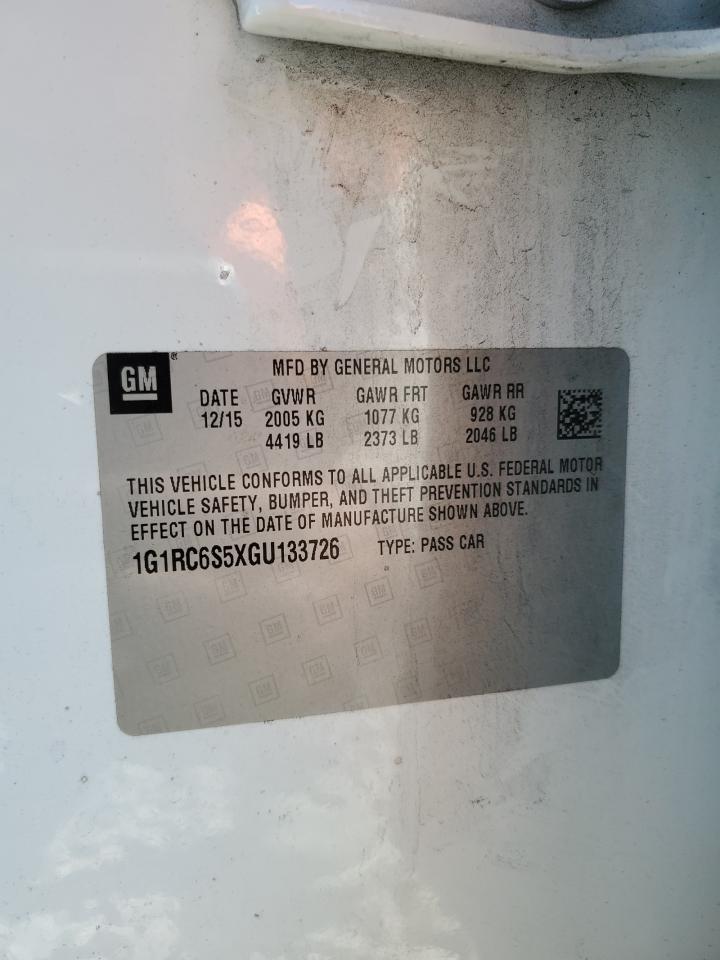 GM®
MFD BY GENERAL MOTORS LLC
DATE GVWR GAWR FRT GAWR RR
12/15 2005 KG 1077 KG 928 KG
4419 LB 2373 LB 2046 LB
THIS VEHICLE CONFORMS TO ALL APPLICABLE U.S. FEDERAL MOTOR
VEHICLE SAFETY, BUMPER, AND THEFT PREVENTION STANDARDS IN
EFFECT ON THE DATE OF MANUFACTURE SHOWN ABOVE.
1G1RC6S5XGU133726 TYPE: PASS CAR